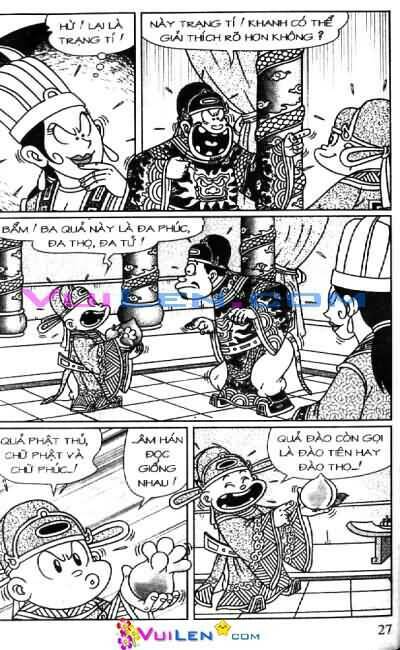 HỪ! LẠI LÀ
TRẠNG TÍ!
NÀY TRẠNG TÍ! KHANH CÓ THỂ
GIẢI THÍCH RÕ HƠN KHÔNG?
BẨM! BA QUẢ NÀY LÀ ĐA PHÚC,
ĐA THỌ, ĐA TỬ!
VUILEN.COM
QUẢ PHẬT THỦ,
CHỮ PHẬT VÀ
CHỮ PHÚC...!
...ÂM HÁN
ĐỌC
GIỐNG
NHAU!
QUẢ ĐÀO CÒN GỌI
LÀ ĐÀO TIÊN HAY
ĐÀO THỌ...!
27
VUILEN.COM